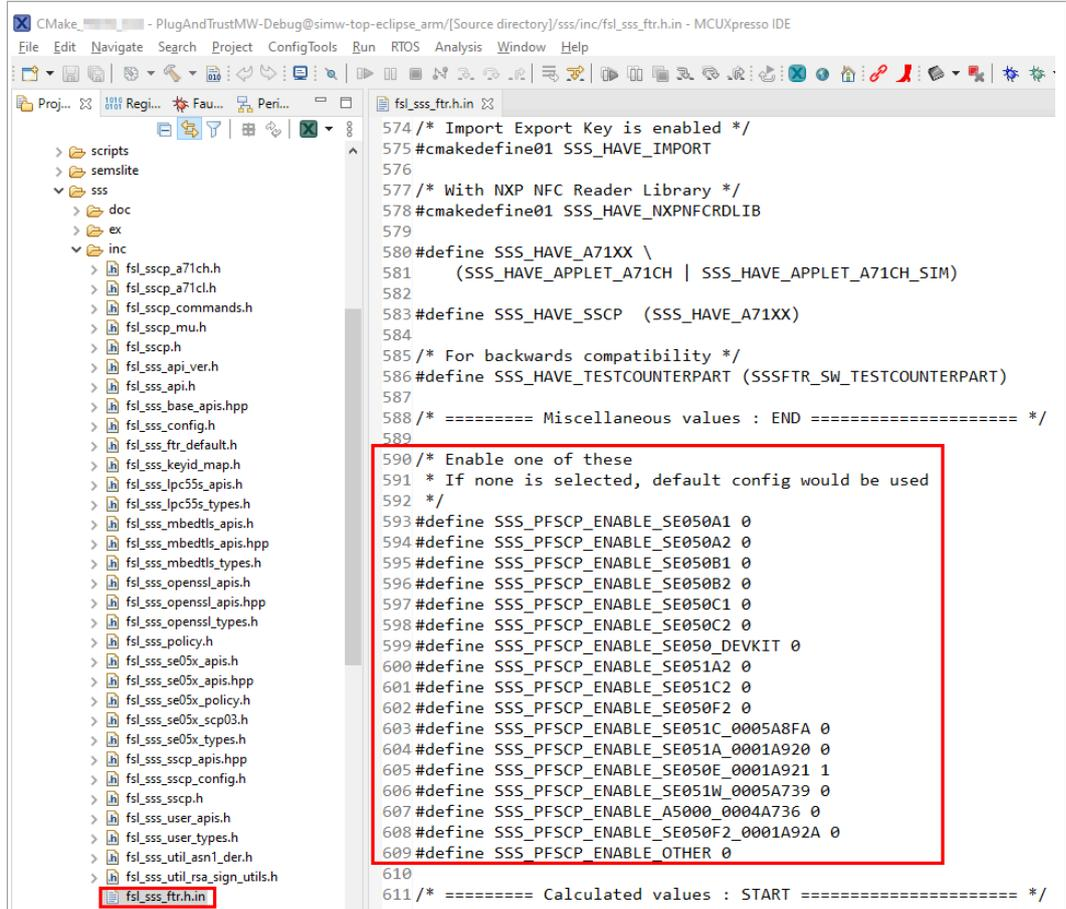 CMake_ - PlugAndTrustMW-Debug@simw-top-eclipse_arm/[Source directory]/sss/inc/fsl_sss_ftr.h.in - MCUXpresso IDE
File Edit Navigate Search Project ConfigTools Run RTOS Analysis Window Help
Proj... Regi... Fau... Peri...
scripts
semslite
sss
doc
ex
inc
fsl_sscp_a71ch.h
fsl_sscp_a71cl.h
fsl_sscp_commands.h
fsl_sscp_mu.h
fsl_sscp.h
fsl_sss_api_ver.h
fsl_sss_api.h
fsl_sss_base_apis.hpp
fsl_sss_config.h
fsl_sss_ftr_default.h
fsl_sss_keyid_map.h
fsl_sss_lpc55s_apis.h
fsl_sss_lpc55s_types.h
fsl_sss_mbedtls_apis.h
fsl_sss_mbedtls_apis.hpp
fsl_sss_mbedtls_types.h
fsl_sss_openssl_apis.h
fsl_sss_openssl_apis.hpp
fsl_sss_openssl_types.h
fsl_sss_policy.h
fsl_sss_se05x_apis.h
fsl_sss_se05x_apis.hpp
fsl_sss_se05x_policy.h
fsl_sss_se05x_scp03.h
fsl_sss_se05x_types.h
fsl_sss_sscp_apis.hpp
fsl_sss_sscp_config.h
fsl_sss_sscp.h
fsl_sss_user_apis.h
fsl_sss_user_types.h
fsl_sss_util_asn1_der.h
fsl_sss_util_rsa_sign_utils.h
fsl_sss_ftr.h.in
fsl_sss_ftr.h.in
574 /* Import Export Key is enabled */
575 #cmakedefine01 SSS_HAVE_IMPORT
576
577 /* With NXP NFC Reader Library */
578 #cmakedefine01 SSS_HAVE_NXPNFCRDLIB
579
580 #define SSS_HAVE_A71XX \
581 (SSS_HAVE_APPLET_A71CH | SSS_HAVE_APPLET_A71CH_SIM)
582
583 #define SSS_HAVE_SSCP (SSS_HAVE_A71XX)
584
585 /* For backwards compatibility */
586 #define SSS_HAVE_TESTCOUNTERPART (SSSFTR_SW_TESTCOUNTERPART)
587
588 /* ========= Miscellaneous values : END ===================== */
589
590 /* Enable one of these
591 * If none is selected, default config would be used
592 */
593 #define SSS_PFSCP_ENABLE_SE050A1 0
594 #define SSS_PFSCP_ENABLE_SE050A2 0
595 #define SSS_PFSCP_ENABLE_SE050B1 0
596 #define SSS_PFSCP_ENABLE_SE050B2 0
597 #define SSS_PFSCP_ENABLE_SE050C1 0
598 #define SSS_PFSCP_ENABLE_SE050C2 0
599 #define SSS_PFSCP_ENABLE_SE050_DEVKIT 0
600 #define SSS_PFSCP_ENABLE_SE051A2 0
601 #define SSS_PFSCP_ENABLE_SE051C2 0
602 #define SSS_PFSCP_ENABLE_SE050F2 0
603 #define SSS_PFSCP_ENABLE_SE051C_0005A8FA 0
604 #define SSS_PFSCP_ENABLE_SE051A_0001A920 0
605 #define SSS_PFSCP_ENABLE_SE050E_0001A921 1
606 #define SSS_PFSCP_ENABLE_SE051W_0005A739 0
607 #define SSS_PFSCP_ENABLE_A5000_0004A736 0
608 #define SSS_PFSCP_ENABLE_SE050F2_0001A92A 0
609 #define SSS_PFSCP_ENABLE_OTHER 0
610
611 /* ========= Calculated values : START ====================== */